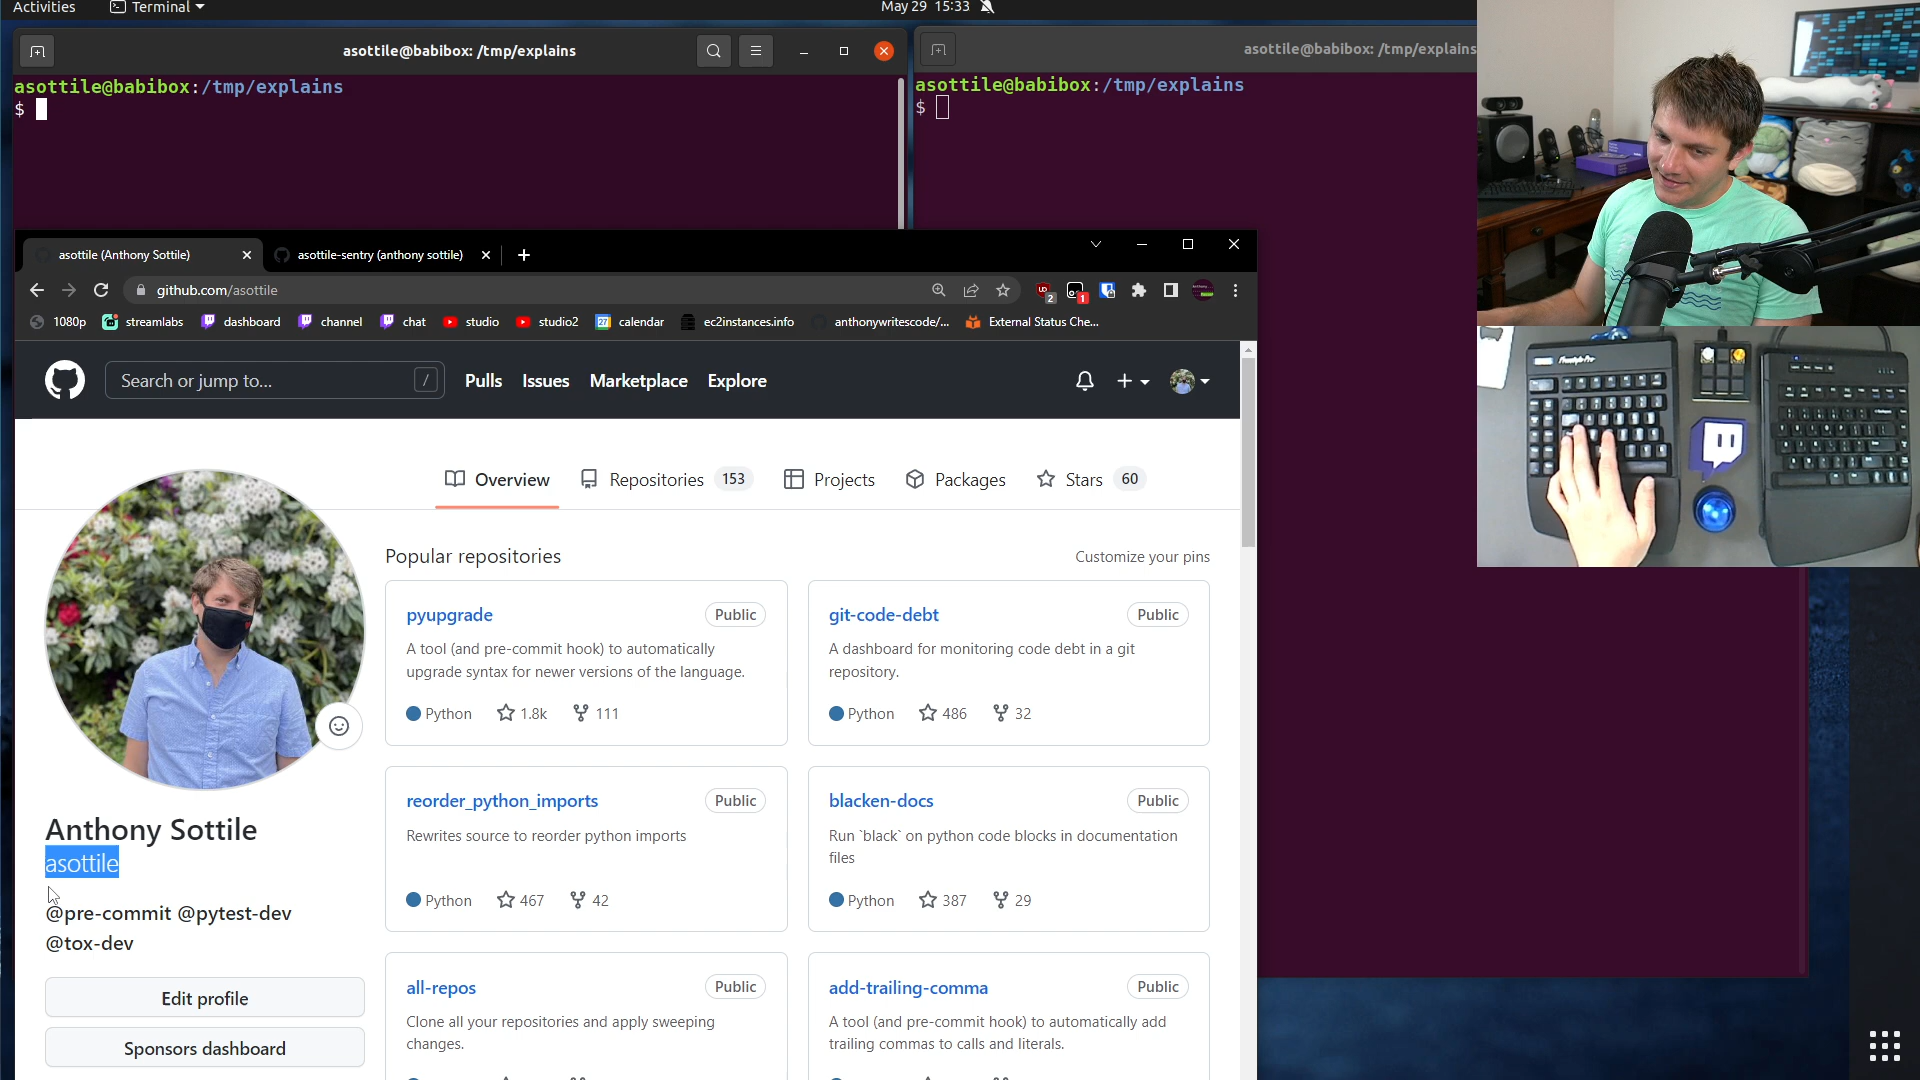 Activities
Terminal
May 29 15:33
asottile@babibox: /tmp/explains
asottile@babibox:/tmp/explains
$
asottile@babibox: /tmp/explains
asottile@babibox:/tmp/explains
$
asottile (Anthony Sottile)
asottile-sentry (anthony sottile)
github.com/asottile
2
1
1080p
streamlabs
dashboard
channel
chat
studio
studio2
27 calendar
ec2instances.info
anthonywritescode/...
External Status Che...
Search or jump to...
/
Pulls
Issues
Marketplace
Explore
Overview
Repositories 153
Projects
Packages
Stars 60
Popular repositories
Customize your pins
pyupgrade
Public
A tool (and pre-commit hook) to automatically
upgrade syntax for newer versions of the language.
Python 1.8k 111
git-code-debt
Public
A dashboard for monitoring code debt in a git
repository.
Python 486 32
reorder_python_imports
Public
Rewrites source to reorder python imports
Python 467 42
blacken-docs
Public
Run `black` on python code blocks in documentation
files
Python 387 29
all-repos
Public
Clone all your repositories and apply sweeping
changes.
add-trailing-comma
Public
A tool (and pre-commit hook) to automatically add
trailing commas to calls and literals.
Anthony Sottile
asottile
@pre-commit @pytest-dev
@tox-dev
Edit profile
Sponsors dashboard
Freestyle Pro